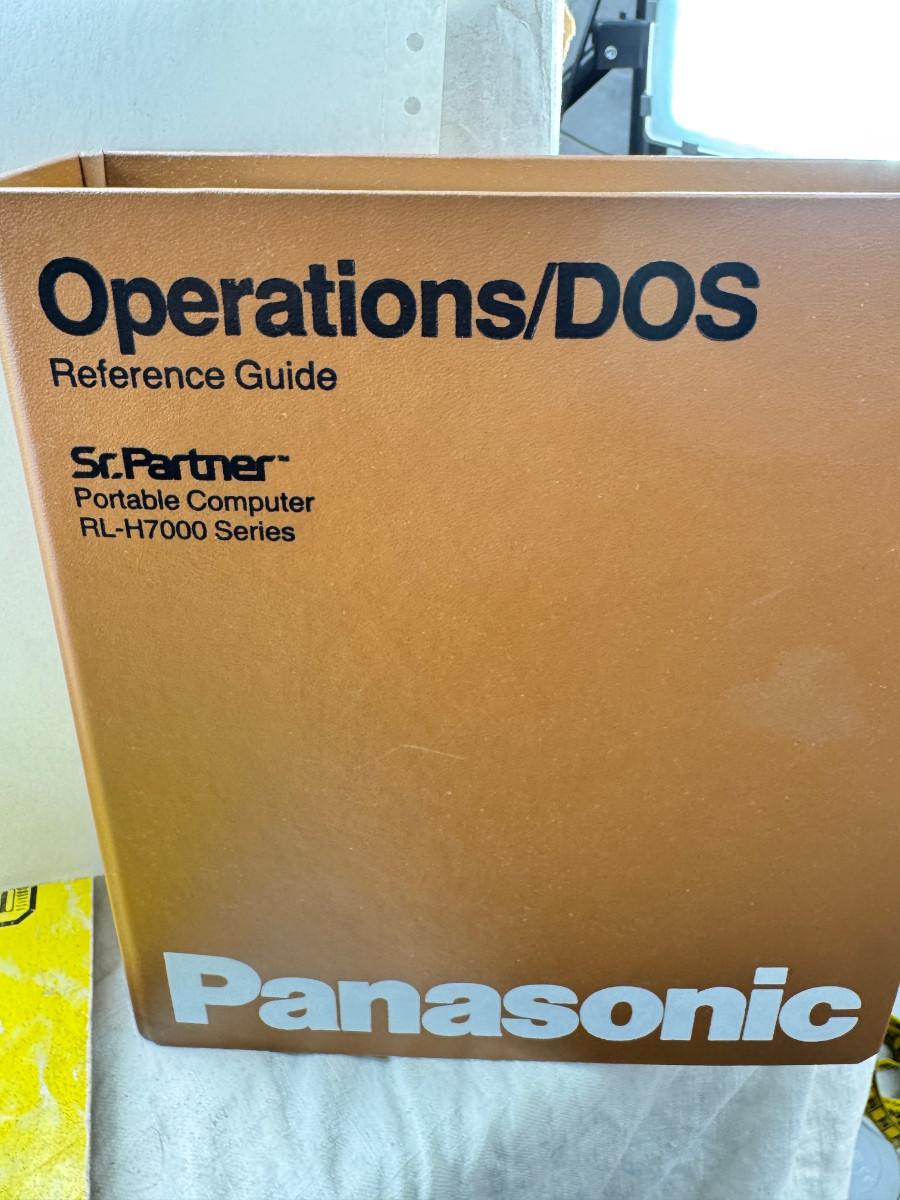 Operations/DOS
Reference Guide
Sr.Partner™
Portable Computer
RL-H7000 Series
Panasonic